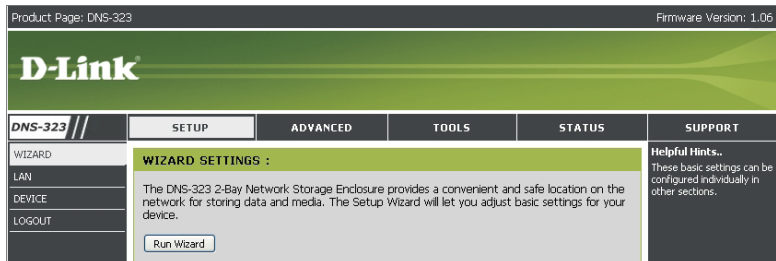 Product Page: DNS-323
Firmware Version: 1.06
D-Link
DNS-323
SETUP
ADVANCED
TOOLS
STATUS
SUPPORT
WIZARD
LAN
DEVICE
LOGOUT
WIZARD SETTINGS :
The DNS-323 2-Bay Network Storage Enclosure provides a convenient and safe location on the
network for storing data and media. The Setup Wizard will let you adjust basic settings for your
device.
Run Wizard
Helpful Hints..
These basic settings can be
configured individually in
other sections.